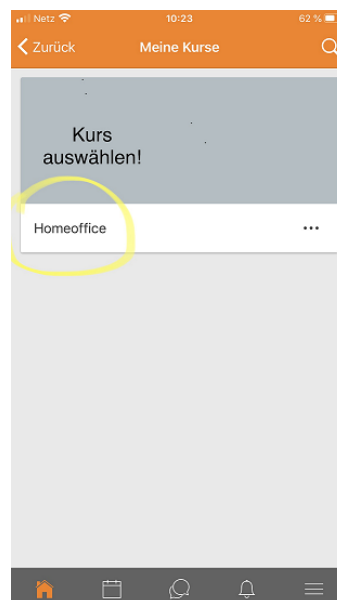 Netz 10:23 62 %
Zurück Meine Kurse
Kurs
auswählen!
Homeoffice